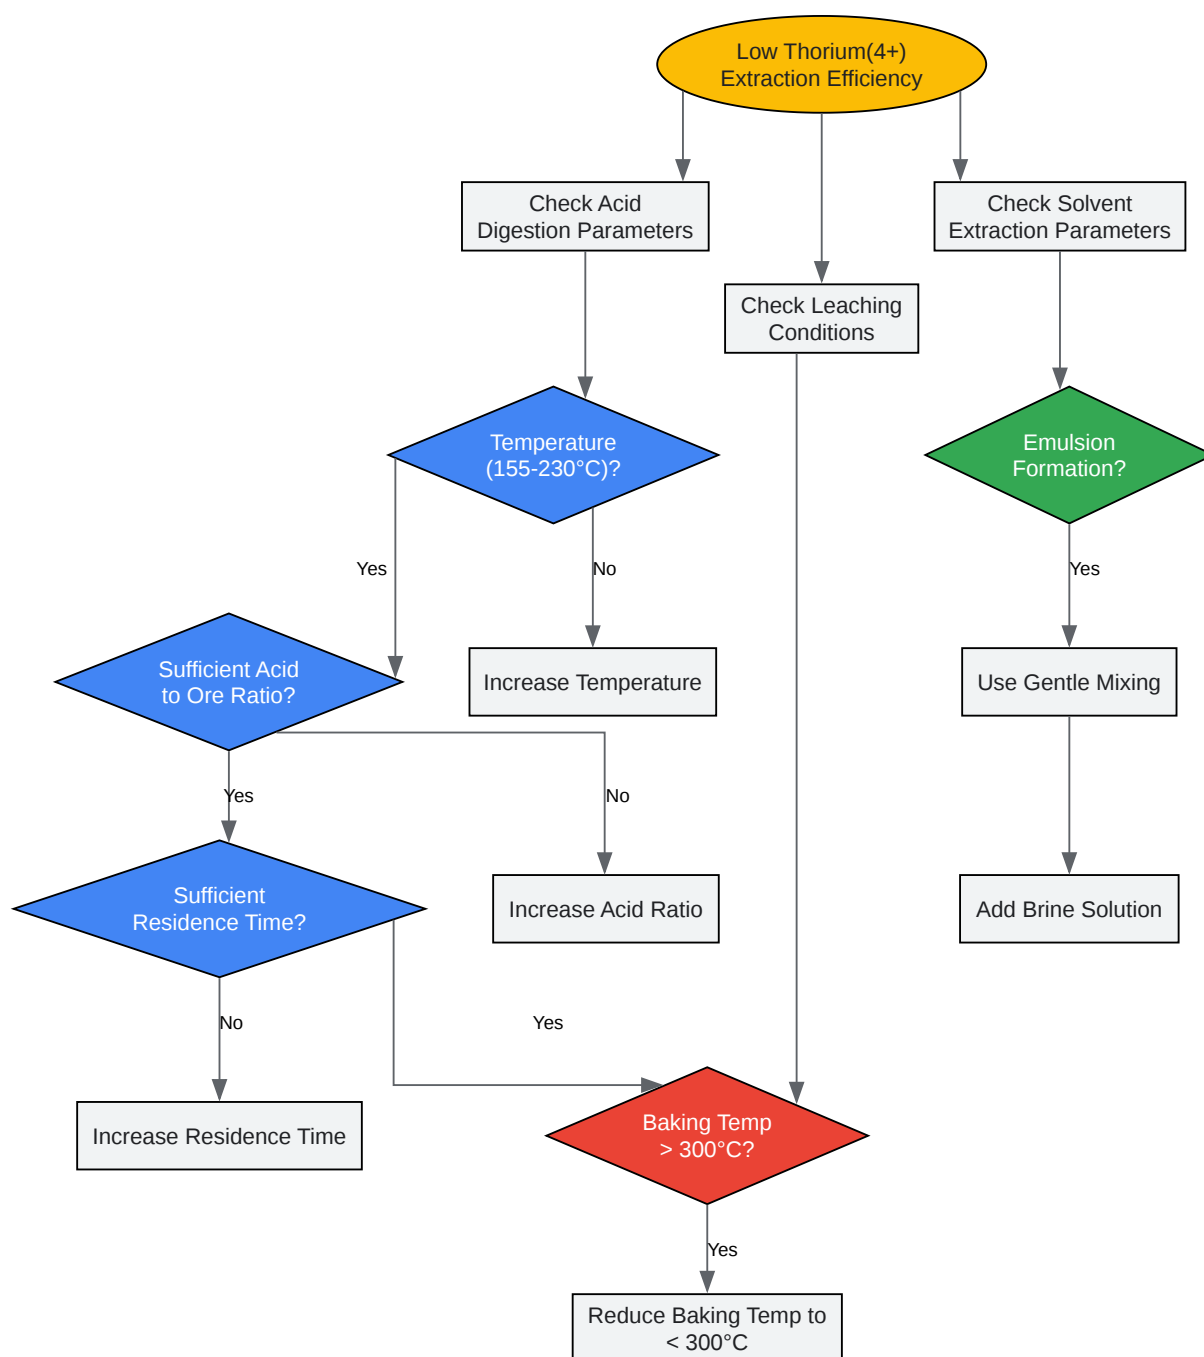 Low Thorium(4+)
Extraction Efficiency
Check Acid
Digestion Parameters
Check Solvent
Extraction Parameters
Check Leaching
Conditions
Temperature
(155-230°C)?
Emulsion
Formation?
Yes
No
Yes
Sufficient Acid
to Ore Ratio?
Increase Temperature
Use Gentle Mixing
Yes
No
Sufficient
Residence Time?
Increase Acid Ratio
Add Brine Solution
No
Yes
Increase Residence Time
Baking Temp
> 300°C?
Yes
Reduce Baking Temp to
< 300°C